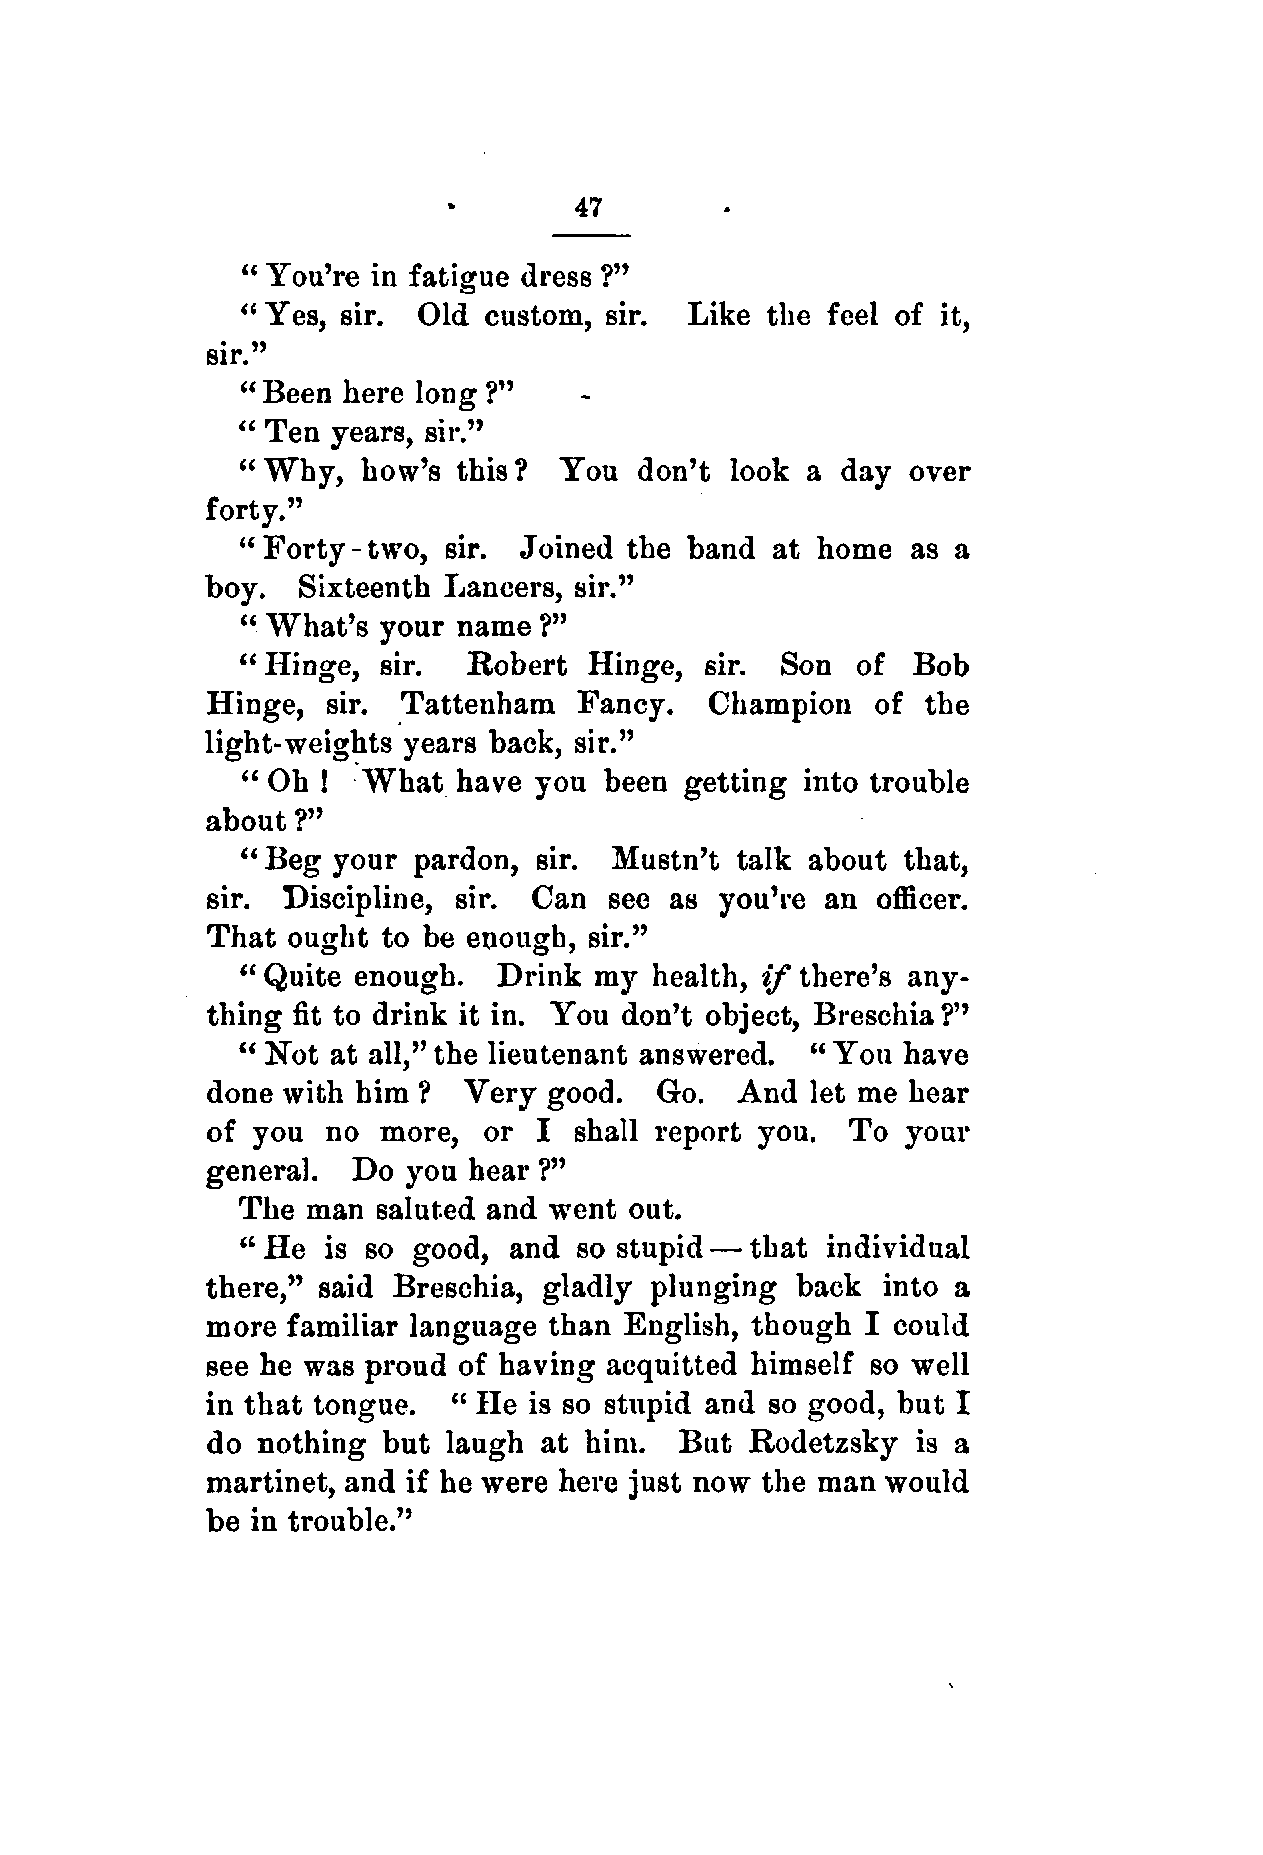 47
“You're in fatigue dress?”
“Yes, sir. Old custom, sir. Like the feel of it,
sir.”
“Been here long?”
“Ten years, sir.”
“Why, how's this? You don't look a day over
forty.”
“Forty-two, sir. Joined the band at home as a
boy. Sixteenth Lancers, sir.”
“What's your name?”
“Hinge, sir. Robert Hinge, sir. Son of Bob
Hinge, sir. Tattenham Fancy. Champion of the
light-weights years back, sir.”
“Oh! What have you been getting into trouble
about?”
“Beg your pardon, sir. Mustn't talk about that,
sir. Discipline, sir. Can see as you're an officer.
That ought to be enough, sir.”
“Quite enough. Drink my health, if there's any-
thing fit to drink it in. You don't object, Breschia?”
“Not at all,” the lieutenant answered. “You have
done with him? Very good. Go. And let me hear
of you no more, or I shall report you. To your
general. Do you hear?”
The man saluted and went out.
“He is so good, and so stupid—that individual
there,” said Breschia, gladly plunging back into a
more familiar language than English, though I could
see he was proud of having acquitted himself so well
in that tongue. “He is so stupid and so good, but I
do nothing but laugh at him. But Rodetzsky is a
martinet, and if he were here just now the man would
be in trouble.”